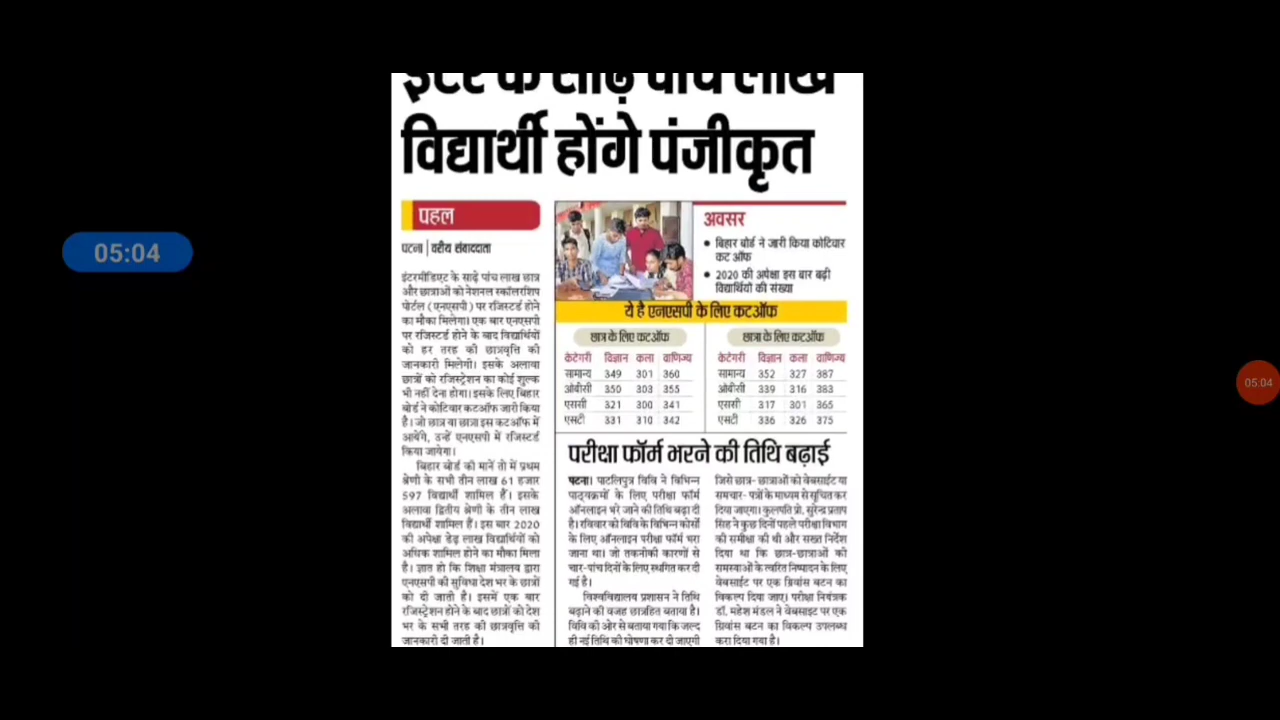 इंटर के साढ़े पांच लाख
विद्यार्थी होंगे पंजीकृत
पहल
पटना | वरीय संवाददाता
इंटरमीडिएट के साढ़े पांच लाख छात्र
और छात्राओं को नेशनल स्कॉलरशिप
पोर्टल (एनएसपी) पर रजिस्टर्ड होने
का मौका मिलेगा। एक बार एनएसपी
पर रजिस्टर्ड होने के बाद विद्यार्थियों
को हर तरह की छात्रवृत्ति की
जानकारी मिलेगी। इसके अलावा
छात्रों को रजिस्ट्रेशन का कोई शुल्क
भी नहीं देना होगा। इसके लिए बिहार
बोर्ड ने कोटिवार कटऑफ जारी किया
है। जो छात्र या छात्रा इस कटऑफ में
आयेंगे, उन्हें एनएसपी में रजिस्टर्ड
किया जायेगा।
बिहार बोर्ड की मानें तो में प्रथम
श्रेणी के सभी तीन लाख 61 हजार
597 विद्यार्थी शामिल हैं। इसके
अलावा द्वितीय श्रेणी के तीन लाख
विद्यार्थी शामिल हैं। इस बार 2020
की अपेक्षा डेढ़ लाख विद्यार्थियों को
अधिक शामिल होने का मौका मिला
है। ज्ञात हो कि शिक्षा मंत्रालय द्वारा
एनएसपी की सुविधा देश भर के छात्रों
को दी जाती है। इसमें एक बार
रजिस्ट्रेशन होने के बाद छात्रों को देश
भर के सभी तरह की छात्रवृत्ति की
जानकारी दी जाती है।
अवसर
• बिहार बोर्ड ने जारी किया कोटिवार
कट ऑफ
• 2020 की अपेक्षा इस बार बढ़ी
विद्यार्थियों की संख्या
ये है एनएसपी के लिए कटऑफ
छात्र के लिए कटऑफ
केटेगरी विज्ञान कला वाणिज्य
सामान्य 349 301 360
ओबीसी 350 303 355
एससी 321 300 341
एसटी 331 310 342
छात्रा के लिए कटऑफ
केटेगरी विज्ञान कला वाणिज्य
सामान्य 352 327 387
ओबीसी 339 316 383
एससी 317 301 365
एसटी 336 326 375
परीक्षा फॉर्म भरने की तिथि बढ़ाई
पटना। पाटलिपुत्र विवि ने विभिन्न
पाठ्यक्रमों के लिए परीक्षा फॉर्म
ऑनलाइन भरे जाने की तिथि बढ़ा दी
है। रविवार को विवि के विभिन्न कोर्सों
के लिए ऑनलाइन परीक्षा फॉर्म भरा
जाना था। जो तकनीकी कारणों से
चार-पांच दिनों के लिए स्थगित कर दी
गई है।
विश्वविद्यालय प्रशासन ने तिथि
बढ़ाने की वजह छात्रहित बताया है।
विवि की ओर से बताया गया कि जल्द
ही नई तिथि की घोषणा कर दी जाएगी
जिसे छात्र- छात्राओं को वेबसाईट या
समचार- पत्रों के माध्यम से सूचित कर
दिया जाएगा। कुलपति प्रो. सुरेन्द्र प्रताप
सिंह ने कुछ दिनों पहले परीक्षा विभाग
की समीक्षा की थी और सख्त निर्देश
दिया था कि छात्र-छात्राओं की
समस्याओं के त्वरित निष्पादन के लिए
वेबसाईट पर एक ग्रिवांस बटन का
विकल्प दिया जाए। परीक्षा नियंत्रक
डॉ. महेश मंडल ने वेबसाइट पर एक
ग्रिवांस बटन का विकल्प उपलब्ध
करा दिया गया है।
05:04
05:04